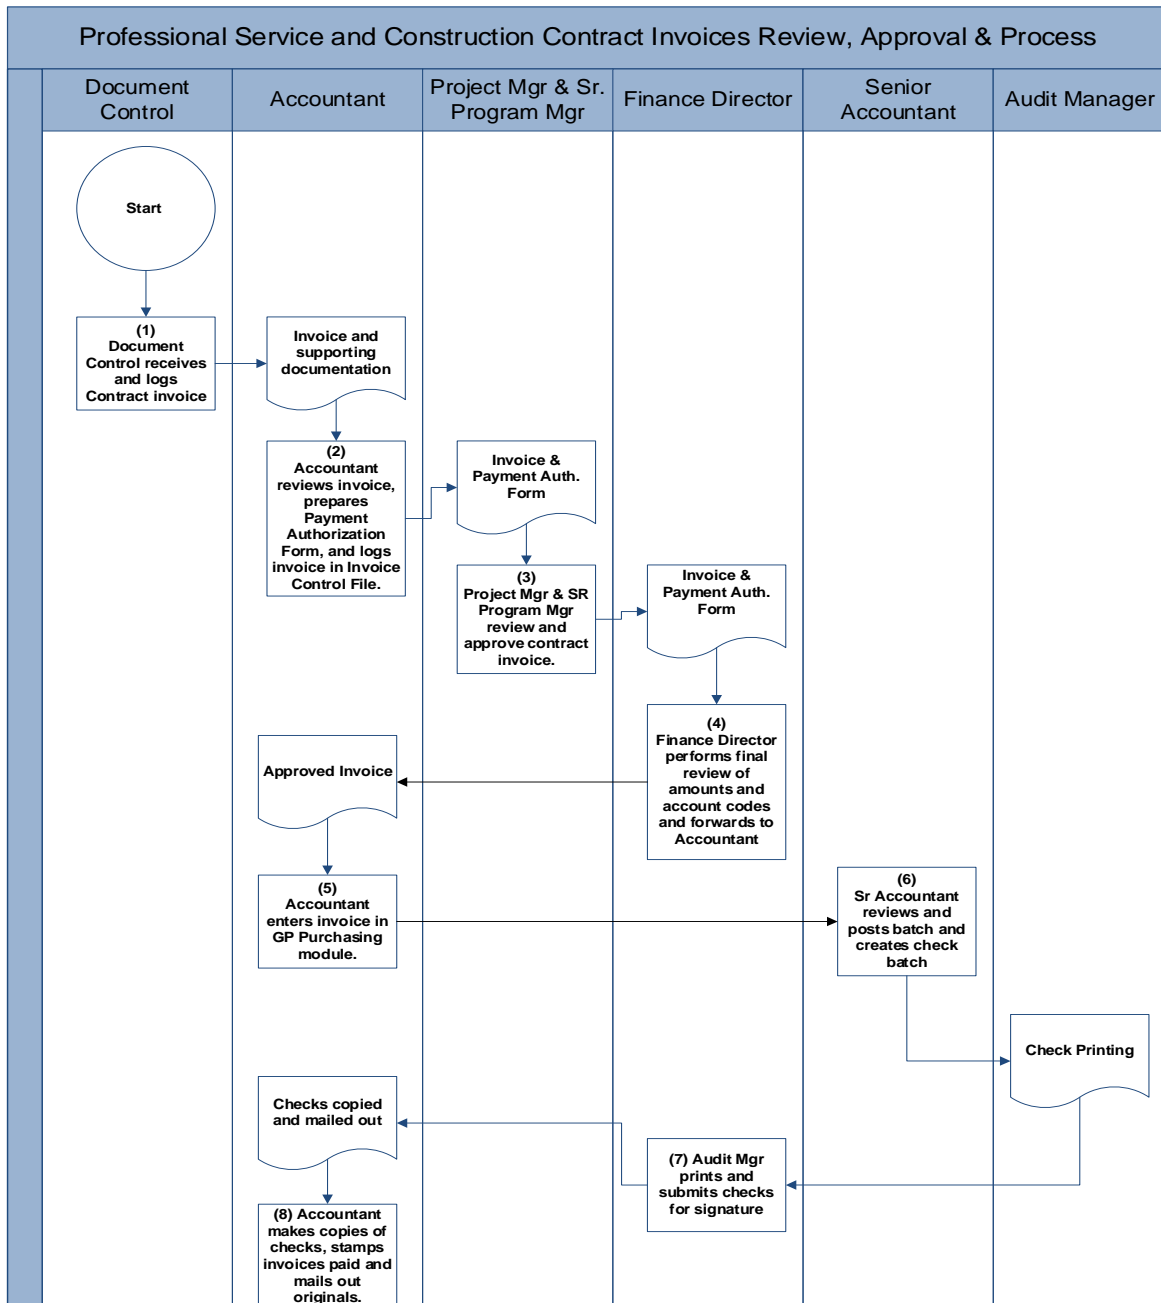 Professional Service and Construction Contract Invoices Review, Approval & Process
Document
Control
Accountant
Project Mgr & Sr.
Program Mgr
Finance Director
Senior
Accountant
Audit Manager
Start
(1)
Document
Control receives
and logs
Contract invoice
Invoice and
supporting
documentation
(2)
Accountant
reviews invoice,
prepares
Payment
Authorization
Form, and logs
invoice in Invoice
Control File.
Invoice &
Payment Auth.
Form
(3)
Project Mgr & SR
Program Mgr
review and
approve contract
invoice.
Invoice &
Payment Auth.
Form
(4)
Finance Director
performs final
review of
amounts and
account codes
and forwards to
Accountant
Approved Invoice
(5)
Accountant
enters invoice in
GP Purchasing
module.
(6)
Sr Accountant
reviews and
posts batch and
creates check
batch
Check Printing
(7) Audit Mgr
prints and
submits checks
for signature
Checks copied
and mailed out
(8) Accountant
makes copies of
checks, stamps
invoices paid and
mails out
originals.